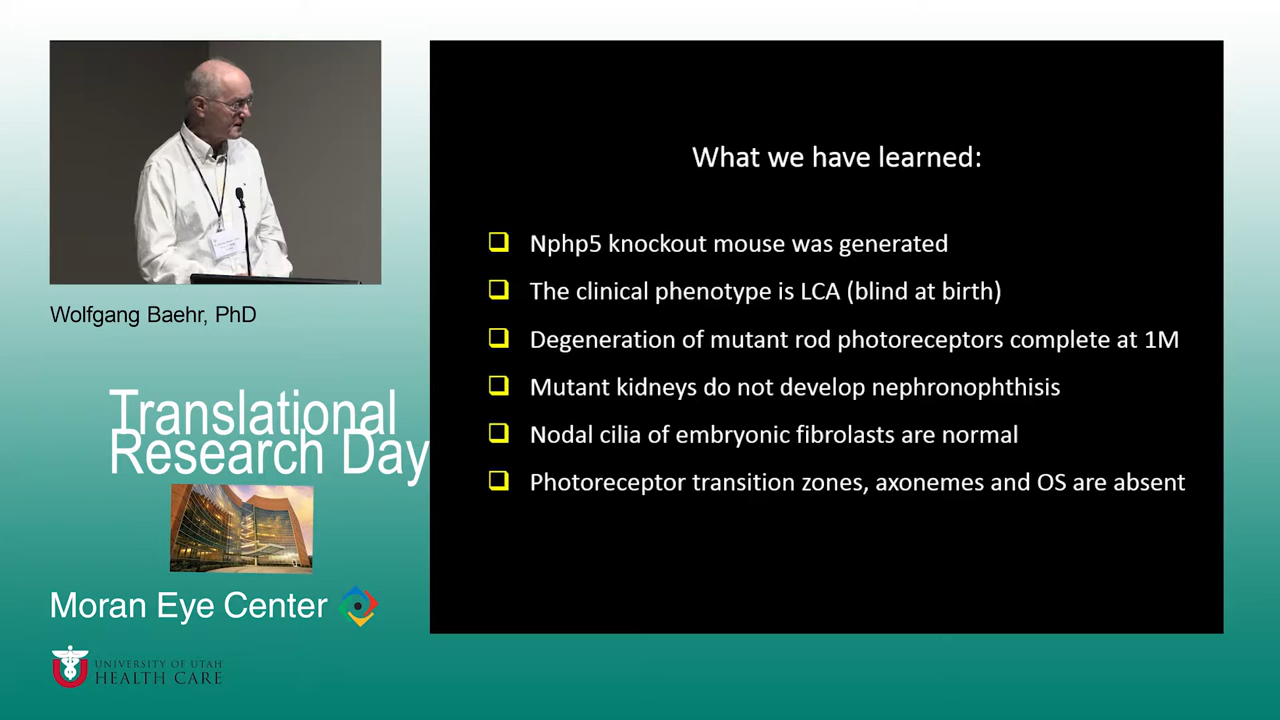 What we have learned:
Nphp5 knockout mouse was generated
The clinical phenotype is LCA (blind at birth)
Degeneration of mutant rod photoreceptors complete at 1M
Mutant kidneys do not develop nephronophthisis
Nodal cilia of embryonic fibrolasts are normal
Photoreceptor transition zones, axonemes and OS are absent
Wolfgang Baehr, PhD
Translational
Research Day
Moran Eye Center
UNIVERSITY OF UTAH
HEALTH CARE